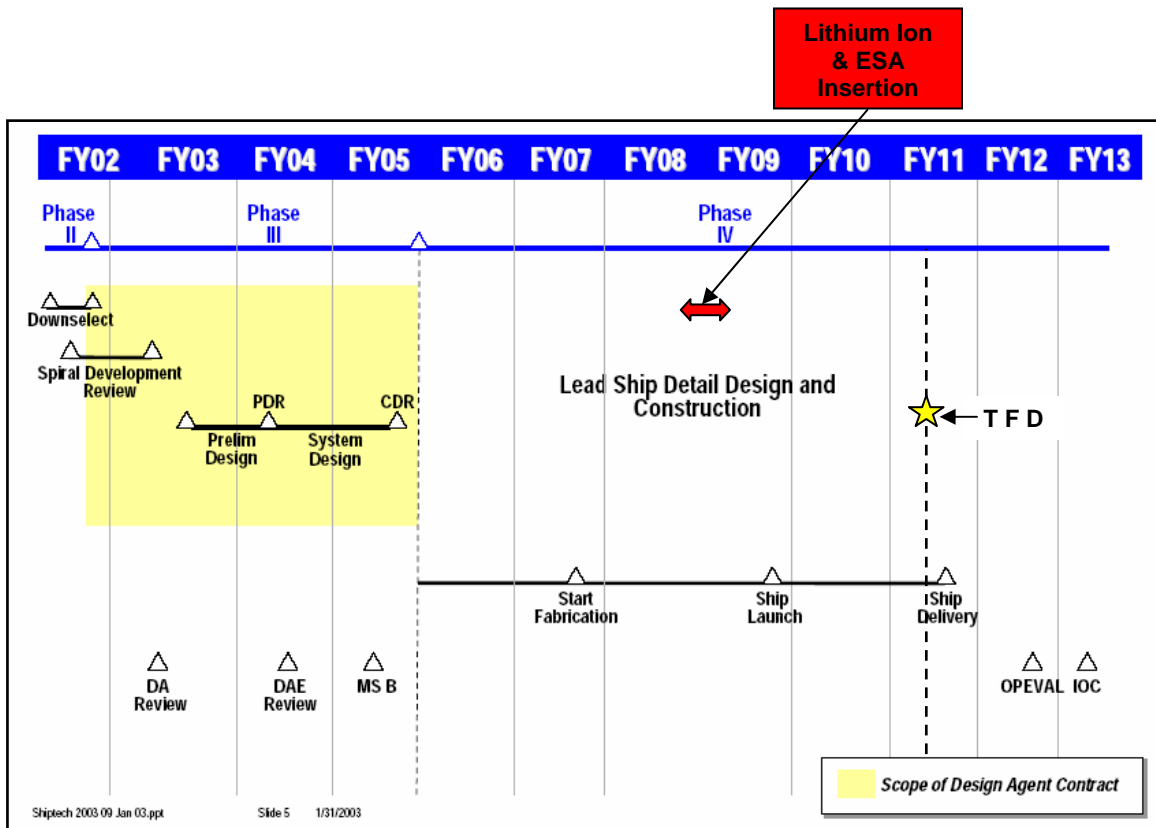 Lithium Ion
& ESA
Insertion
FY02 FY03 FY04 FY05 FY06 FY07 FY08 FY09 FY10 FY11 FY12 FY13
Phase
II
Phase
III
Phase
IV
Downselect
Spiral Development
Review
PDR
CDR
Prelim
Design
System
Design
Lead Ship Detail Design and
Construction
T F D
Start
Fabrication
Ship
Launch
Ship
Delivery
DA
Review
DAE
Review
MS B
OPEVAL
IOC
Scope of Design Agent Contract
Shiptech 2003 09 Jan 03.ppt Slide 5 1/31/2003